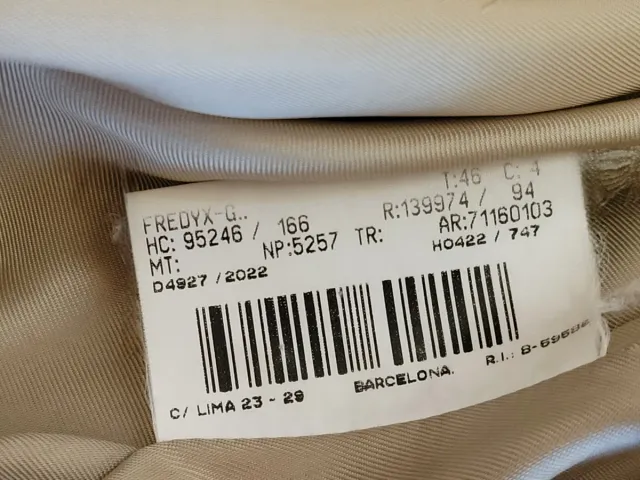 T:46 C: 4
FREDYX-G.. R:139974 / 94
HC: 95246 / 166 AR:71160103
MT: NP:5257 TR: H0422 / 747
D4927 / 2022
C/ LIMA 23 - 29 BARCELONA. R.I.: